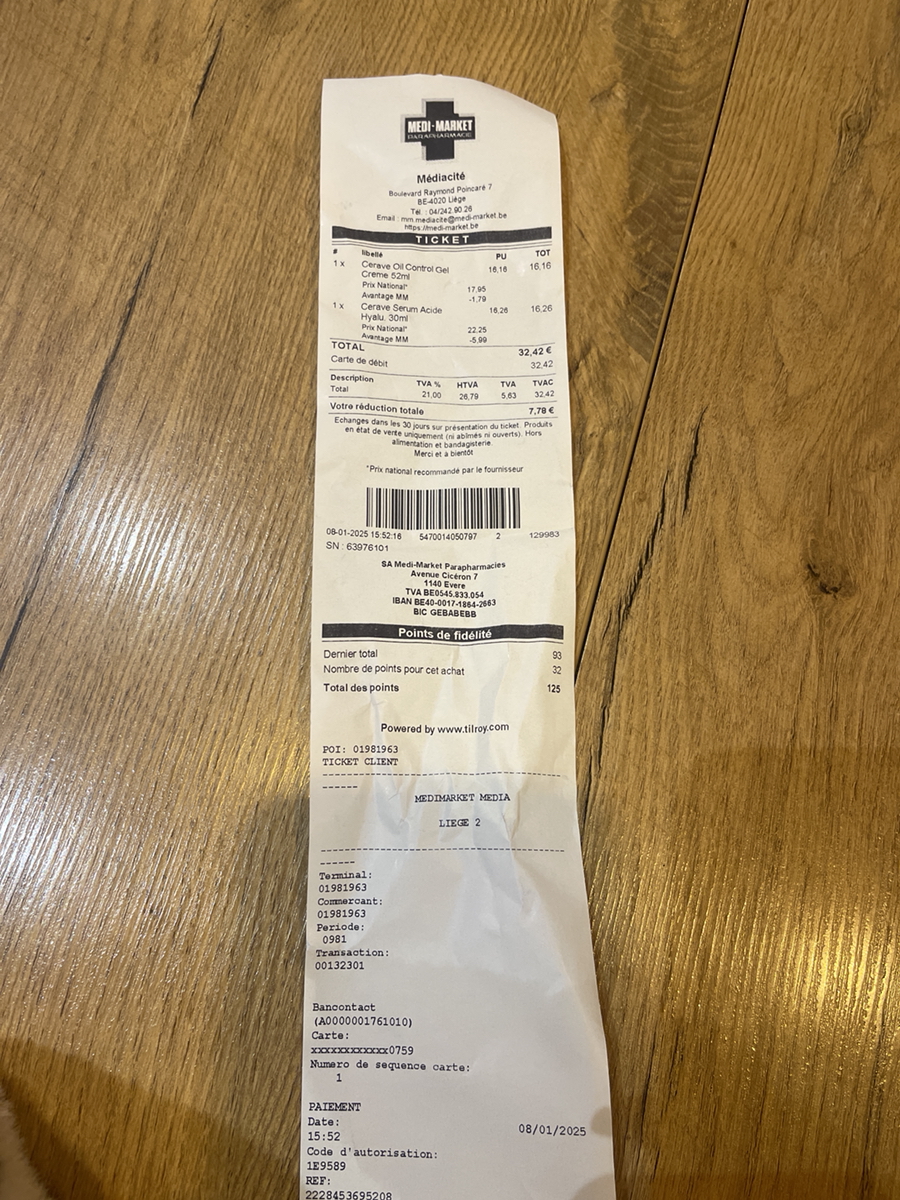 MEDI-MARKET
PARAPHARMACIE
Médiacité
Boulevard Raymond Poincaré 7
BE-4020 Liège
Tél. : 04/242.90.26
Email : mm.mediacite@medi-market.be
https://medi-market.be
TICKET
# libellé PU TOT
1 x Cerave Oil Control Gel 16,16 16,16
Creme 52ml
Prix National* 17,95
Avantage MM -1,79
1 x Cerave Serum Acide 16,26 16,26
Hyalu. 30ml
Prix National* 22,25
Avantage MM -5,99
TOTAL 32,42 €
Carte de débit 32,42
Description TVA % HTVA TVA TVAC
Total 21,00 26,79 5,63 32,42
Votre réduction totale 7,78 €
Echanges dans les 30 jours sur présentation du ticket. Produits
en état de vente uniquement (ni abîmés ni ouverts). Hors
alimentation et bandagisterie.
Merci et à bientôt
*Prix national recommandé par le fournisseur
08-01-2025 15:52:16 5470014050797 2 129983
SN : 63976101
SA Medi-Market Parapharmacies
Avenue Cicéron 7
1140 Evere
TVA BE0545.833.054
IBAN BE40-0017-1864-2663
BIC GEBABEBB
Points de fidélité
Dernier total 93
Nombre de points pour cet achat 32
Total des points 125
Powered by www.tilroy.com
POI: 01981963
TICKET CLIENT
--------------------------------
------
MEDIMARKET MEDIA
LIEGE 2
--------------------------------
------
Terminal:
01981963
Commercant:
01981963
Periode:
0981
Transaction:
00132301
Bancontact
(A0000001761010)
Carte:
xxxxxxxxxxxxx0759
Numero de sequence carte:
1
PAIEMENT
Date: 08/01/2025
15:52
Code d'autorisation:
1E9589
REF:
2228453695208